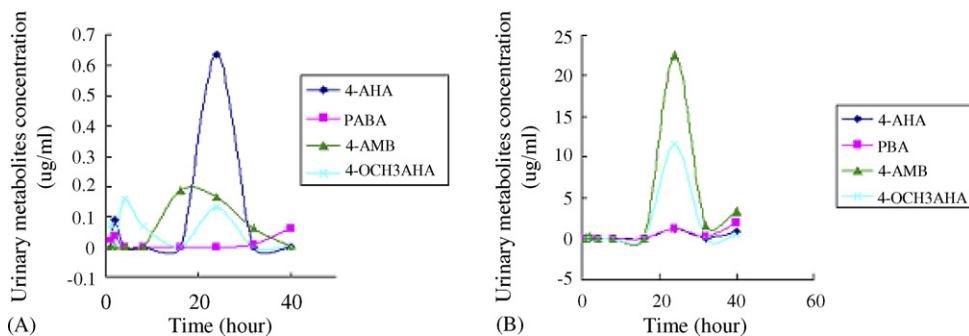 Urinary metabolites concentration
(ug/ml)
0.7
0.6
0.5
0.4
0.3
0.2
0.1
0
-0.1
0
20
40
Time (hour)
4-AHA
PABA
4-AMB
4-OCH3AHA
(A)
Urinary metabolites concentration
(ug/ml)
25
20
15
10
5
0
-5
0
20
40
60
Time (hour)
4-AHA
PBA
4-AMB
4-OCH3AHA
(B)